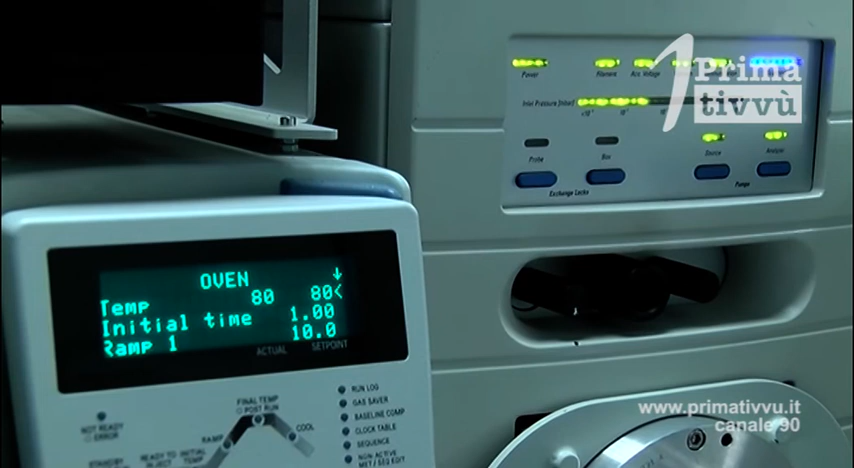 Prima
tivvù
Power
Filament
Acc. Voltage
Inlet Pressure [mbar]
Probe
Box
Source
Analyzer
Exchange Locks
Pumps
OVEN
Temp 80 80<
Initial time 1.00
Ramp 1 10.0
ACTUAL SETPOINT
NOT READY
ERROR
FINAL TEMP
POST RUN
RAMP
COOL
READY TO
INJECT
INITIAL
TEMP
STANDBY
RUN LOG
GAS SAVER
BASELINE COMP
CLOCK TABLE
SEQUENCE
NON ACTIVE
MET / SEQ EDIT
www.primativvu.it
canale 90